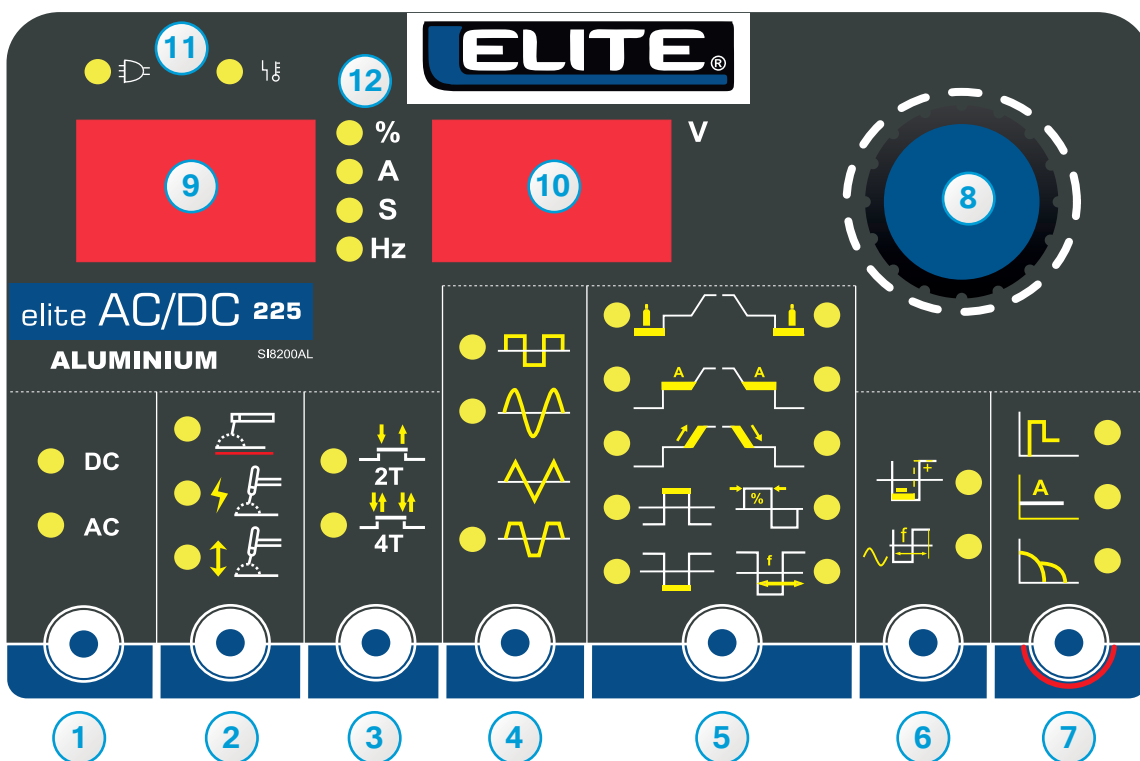 11
12
ELITE®
%
A
S
Hz
9
10
V
8
elite AC/DC 225
ALUMINIUM
SI8200AL
DC
AC
2T
4T
A A
%
f
+
-
f
A
1 2 3 4 5 6 7